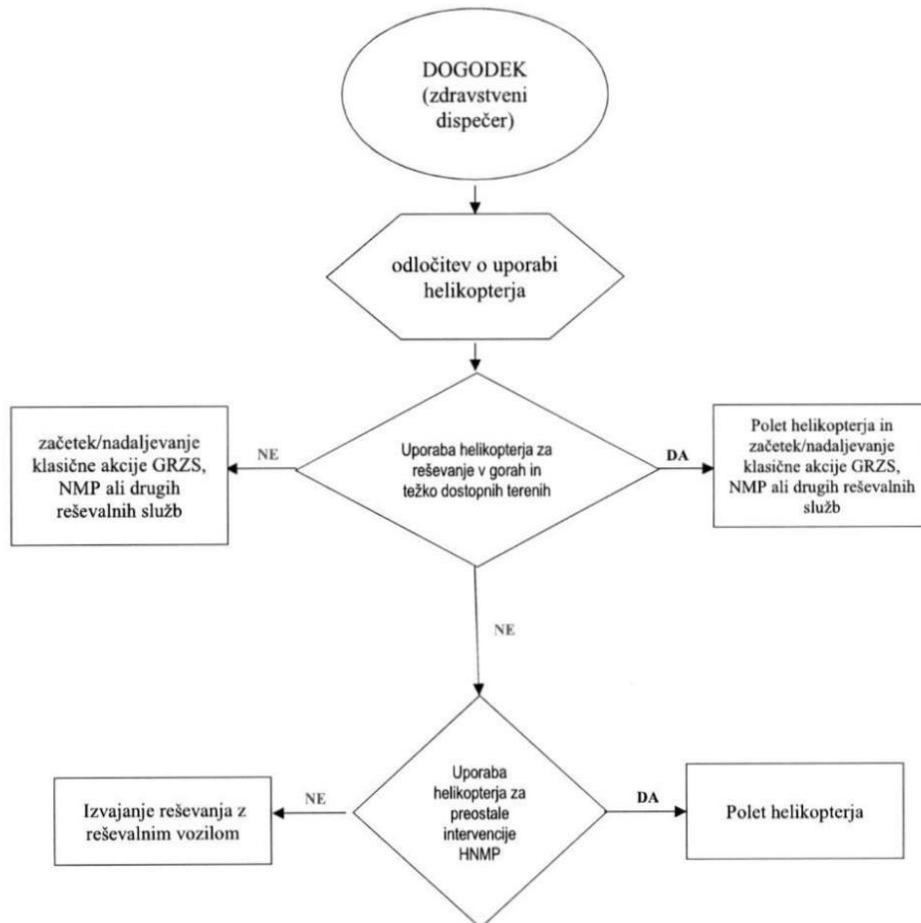 DOGODEK
(zdravstveni
dispečer)
odločitev o uporabi
helikopterja
začetek/nadaljevanje
klasične akcije GRZS,
NMP ali drugih
reševalnih služb
NE
Uporaba helikopterja za
reševanje v gorah in
težko dostopnih terenih
DA
Polet helikopterja in
začetek/nadaljevanje
klasične akcije GRZS,
NMP ali drugih reševalnih
služb
NE
Izvajanje reševanja z
reševalnim vozilom
NE
Uporaba
helikopterja za
preostale
intervencije
HNMP
DA
Polet helikopterja